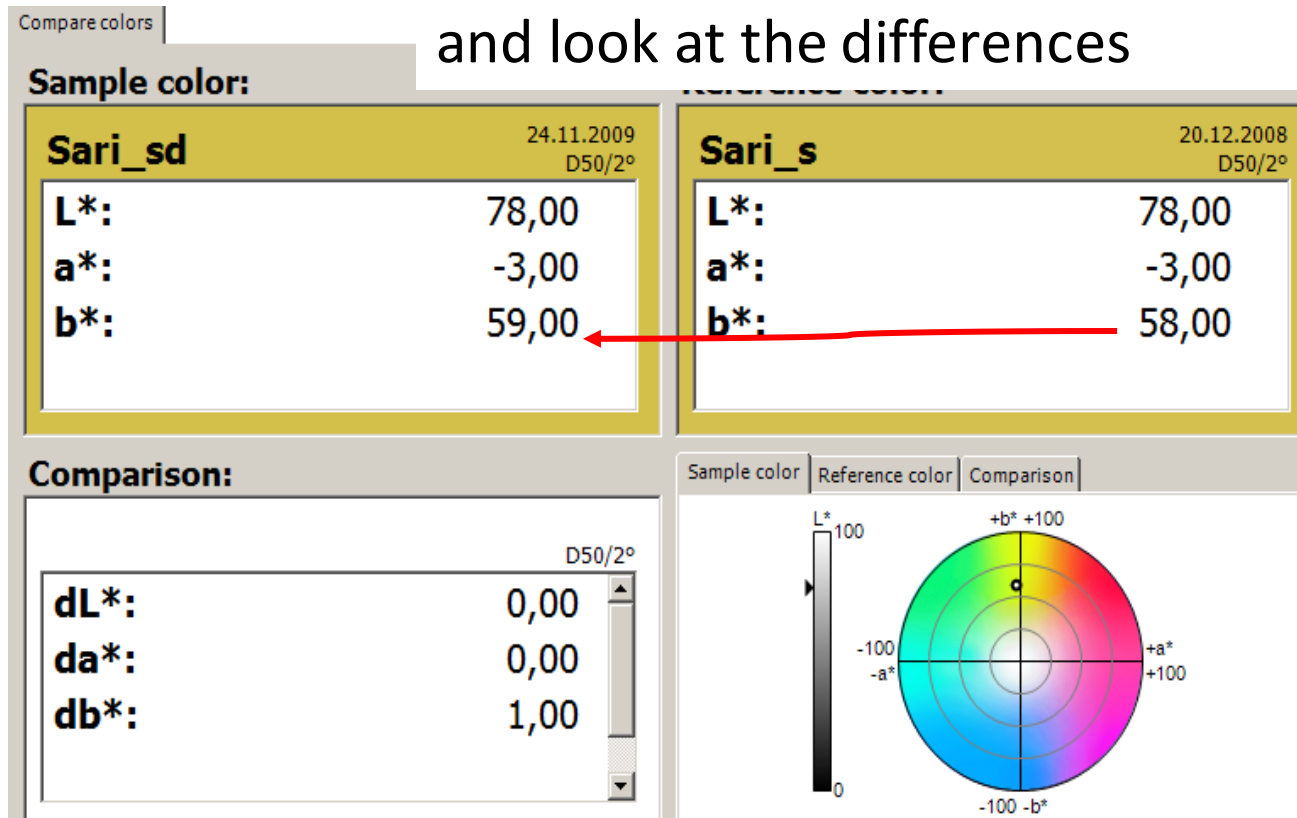 Compare colors
and look at the differences
Sample color:
Reference color:
Sari_sd
24.11.2009
D50/2°
L*: 78,00
a*: -3,00
b*: 59,00
Sari_s
20.12.2008
D50/2°
L*: 78,00
a*: -3,00
b*: 58,00
Comparison:
D50/2°
dL*: 0,00
da*: 0,00
db*: 1,00
Sample color Reference color Comparison
L*
100
0
+b* +100
-100
-a*
+a*
+100
-100 -b*